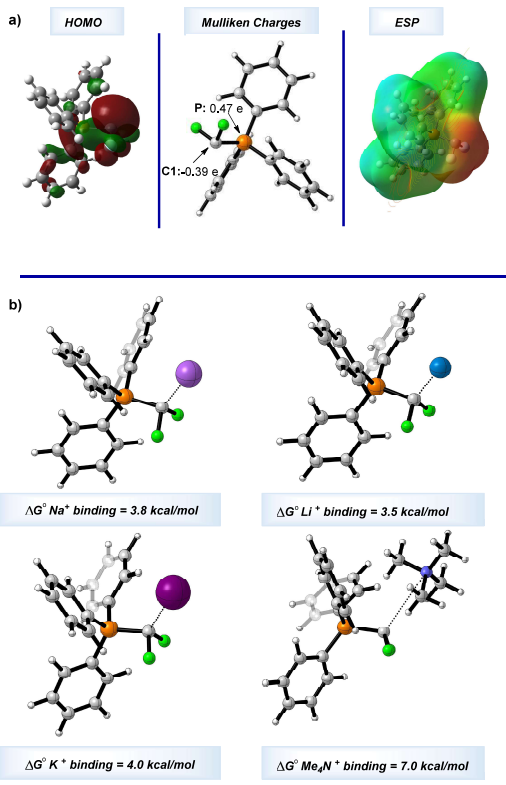 a)
HOMO
Mulliken Charges
ESP
P: 0.47 e
C1:-0.39 e
b)
ΔG° Na⁺ binding = 3.8 kcal/mol
ΔG° Li⁺ binding = 3.5 kcal/mol
ΔG° K⁺ binding = 4.0 kcal/mol
ΔG° Me₄N⁺ binding = 7.0 kcal/mol